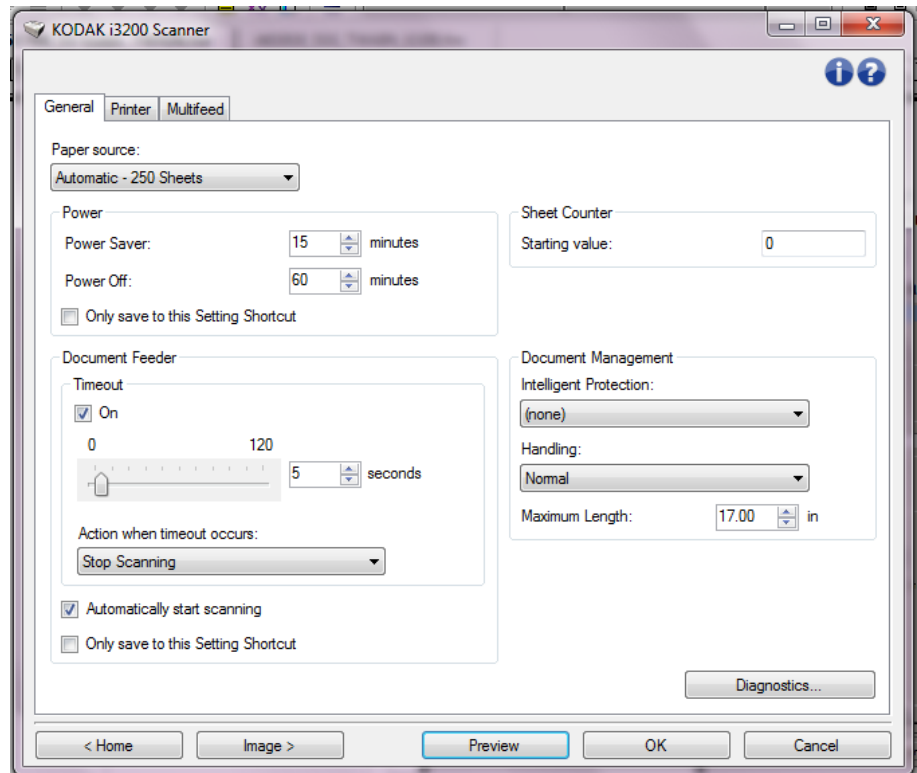 KODAK i3200 Scanner
General Printer Multifeed
Paper source:
Automatic - 250 Sheets
Power
Power Saver: 15 minutes
Power Off: 60 minutes
Only save to this Setting Shortcut
Sheet Counter
Starting value: 0
Document Feeder
Timeout
On
0 120
5 seconds
Action when timeout occurs:
Stop Scanning
Automatically start scanning
Only save to this Setting Shortcut
Document Management
Intelligent Protection:
(none)
Handling:
Normal
Maximum Length: 17.00 in
Diagnostics...
< Home Image > Preview OK Cancel